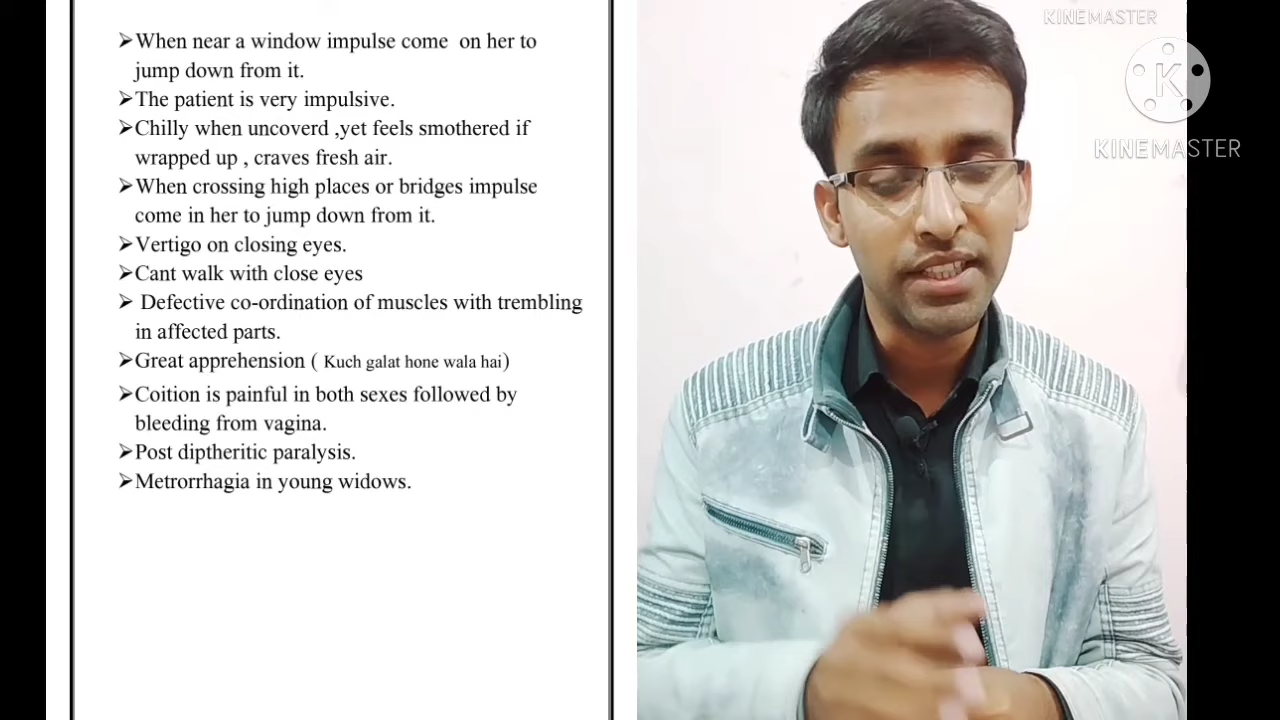 ➢When near a window impulse come on her to
jump down from it.
➢The patient is very impulsive.
➢Chilly when uncoverd ,yet feels smothered if
wrapped up , craves fresh air.
➢When crossing high places or bridges impulse
come in her to jump down from it.
➢Vertigo on closing eyes.
➢Cant walk with close eyes
➢ Defective co-ordination of muscles with trembling
in affected parts.
➢Great apprehension ( Kuch galat hone wala hai)
➢Coition is painful in both sexes followed by
bleeding from vagina.
➢Post diptheritic paralysis.
➢Metrorrhagia in young widows.
KINEMASTER
K
KINEMASTER